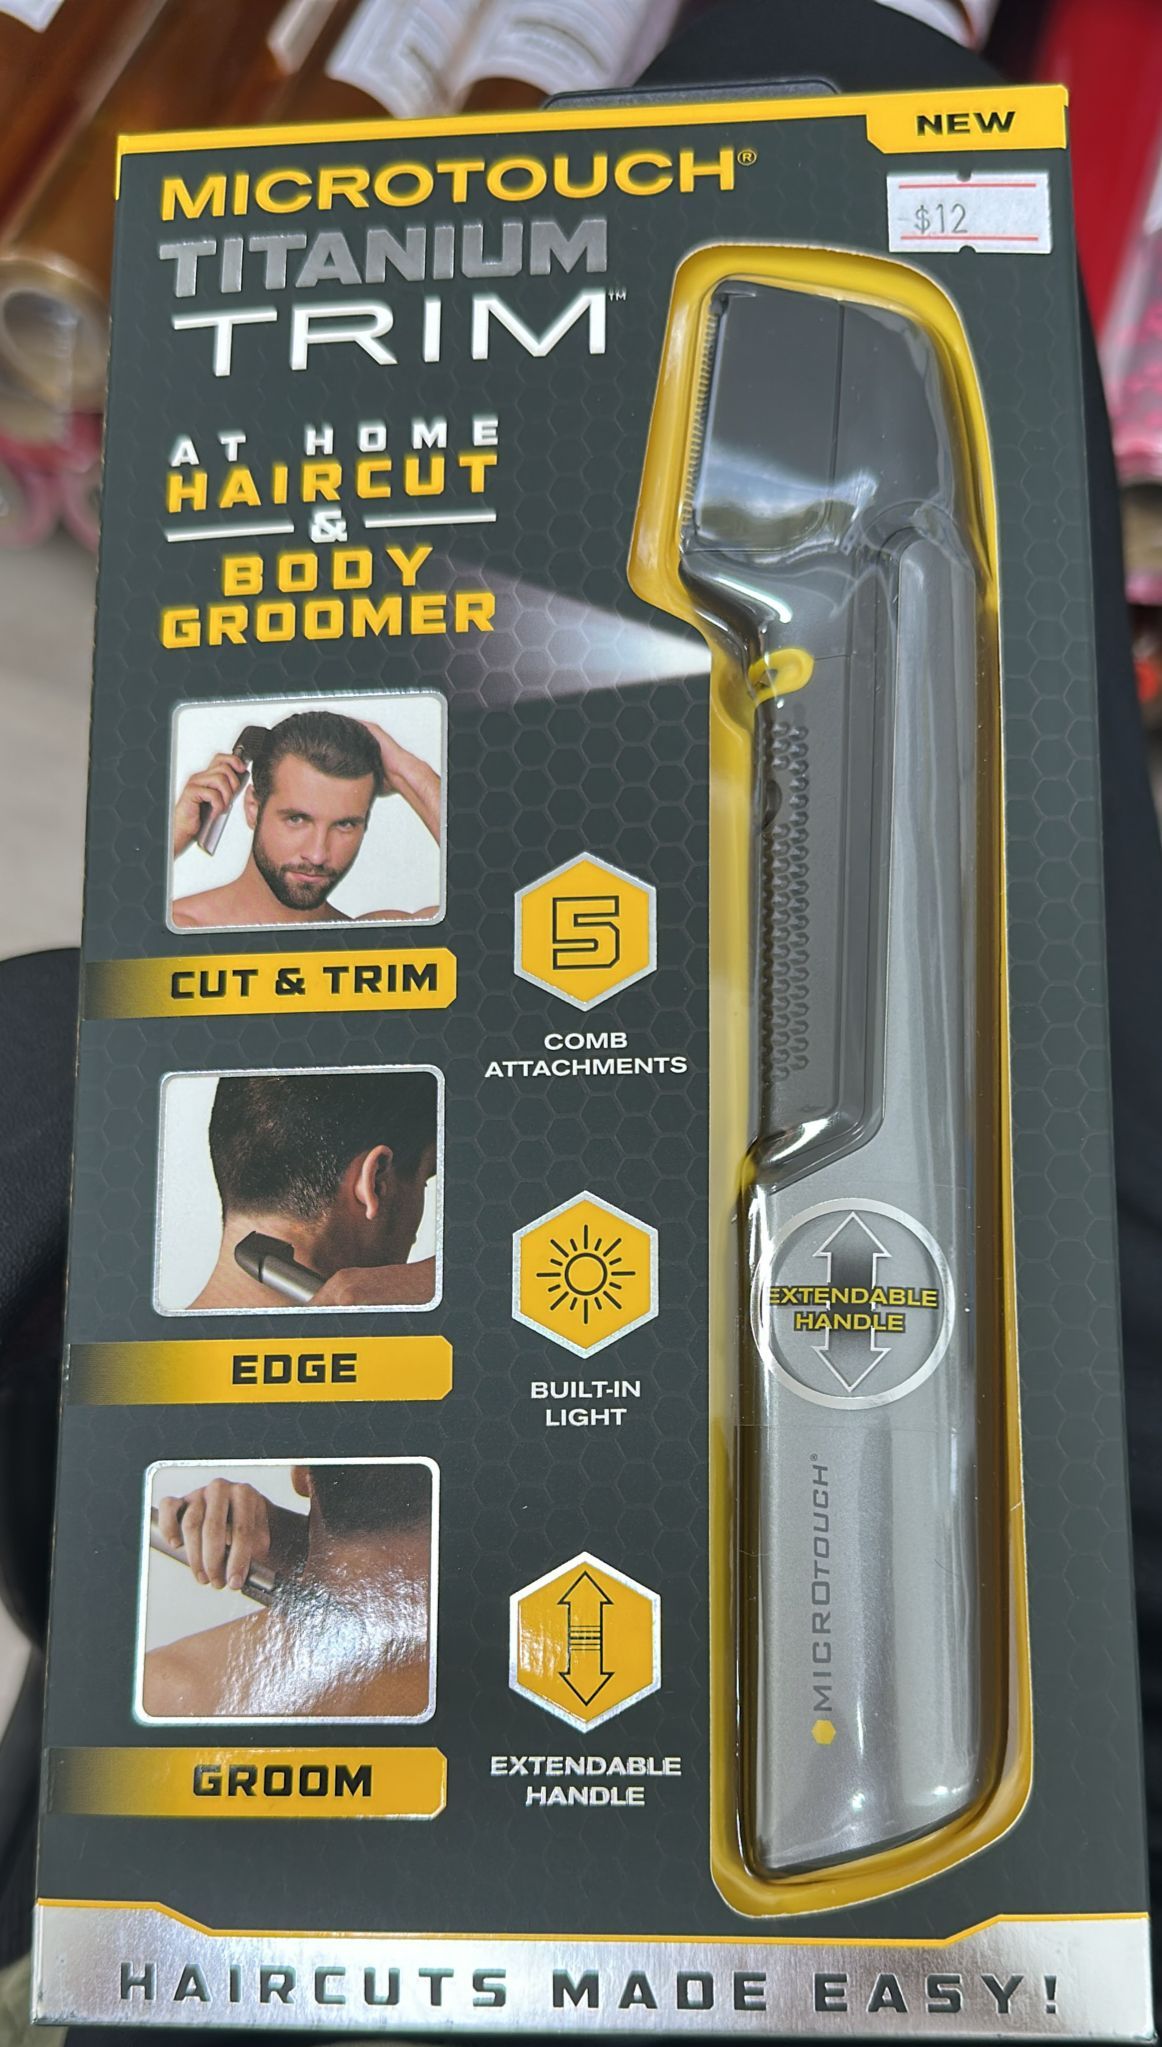 NEW
MICROTOUCH®
$12
TITANIUM
TRIM™
AT HOME
HAIRCUT
&
BODY
GROOMER
CUT & TRIM
5
COMB
ATTACHMENTS
EDGE
BUILT-IN
LIGHT
EXTENDABLE
HANDLE
MICROTOUCH®
GROOM
EXTENDABLE
HANDLE
HAIRCUTS MADE EASY!